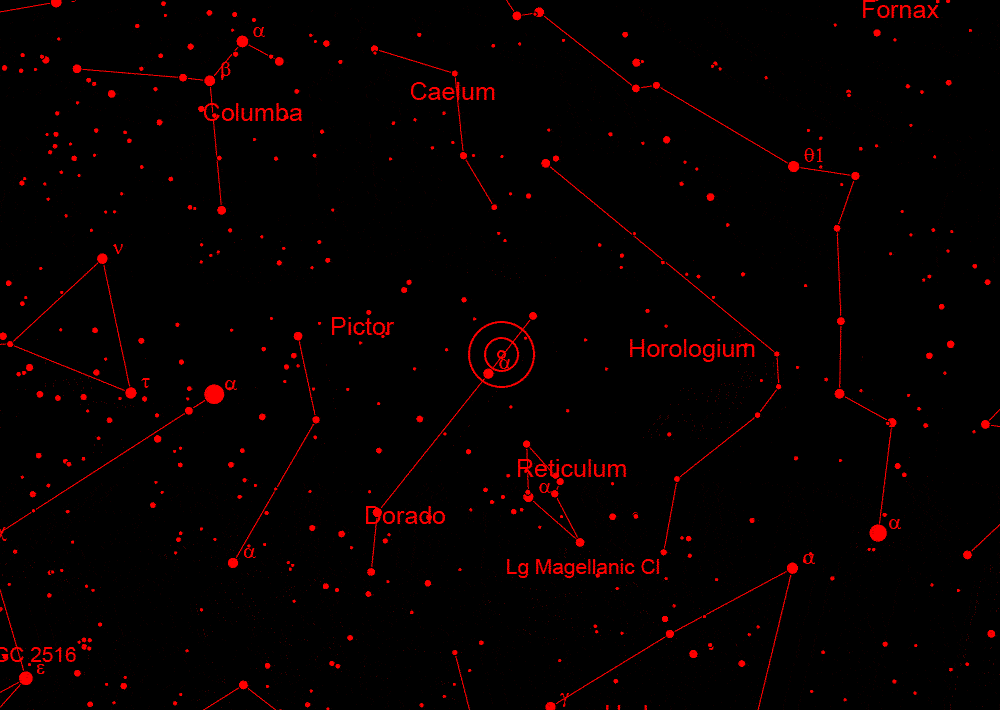 Fornax
α
β
Caelum
Columba
θ1
ν
Pictor
Horologium
α
τ
α
Reticulum
α
Dorado
α
α
Lg Magellanic Cl
α
GC 2516
ε
γ